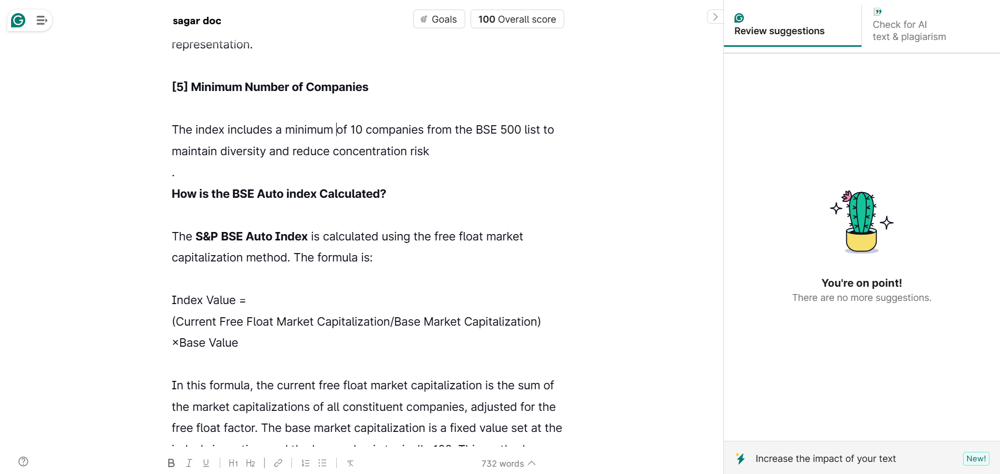 sagar doc
Goals
100 Overall score
representation.
[5] Minimum Number of Companies
The index includes a minimum of 10 companies from the BSE 500 list to
maintain diversity and reduce concentration risk
.
How is the BSE Auto index Calculated?
The S&P BSE Auto Index is calculated using the free float market
capitalization method. The formula is:
Index Value =
(Current Free Float Market Capitalization/Base Market Capitalization)
×Base Value
In this formula, the current free float market capitalization is the sum of
the market capitalizations of all constituent companies, adjusted for the
free float factor. The base market capitalization is a fixed value set at the
B I U H1 H2
732 words
Review suggestions
Check for AI
text & plagiarism
You're on point!
There are no more suggestions.
Increase the impact of your text
New!